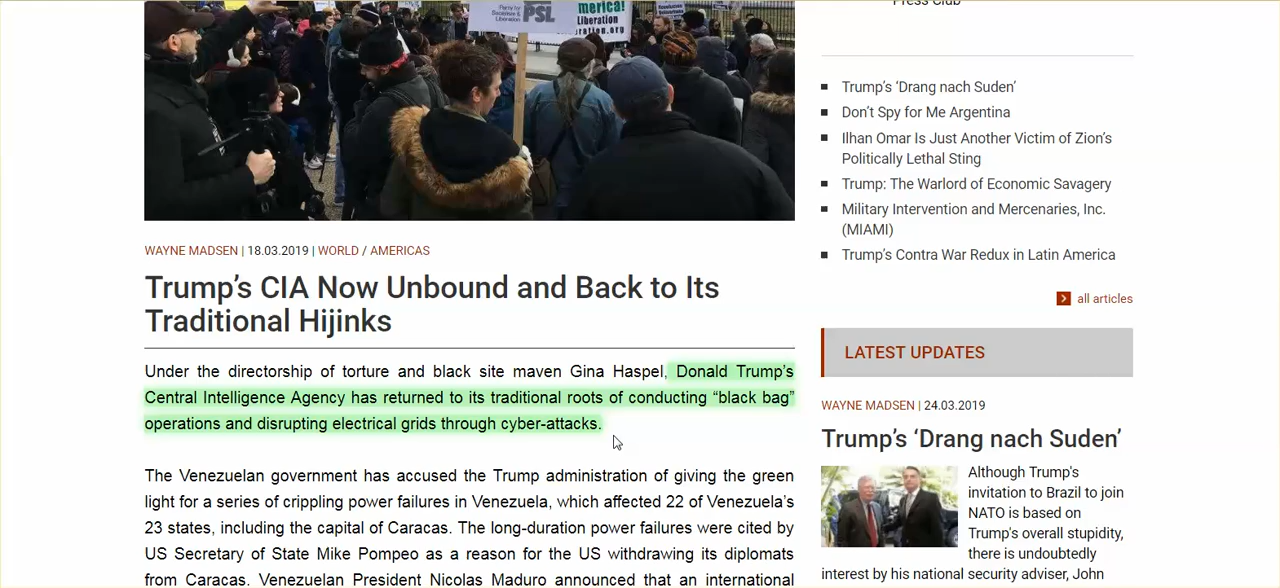 PSL
merica!
Liberation
Press Club
Trump's 'Drang nach Suden'
Don't Spy for Me Argentina
Ilhan Omar Is Just Another Victim of Zion's
Politically Lethal Sting
Trump: The Warlord of Economic Savagery
Military Intervention and Mercenaries, Inc.
(MIAMI)
Trump's Contra War Redux in Latin America
all articles
WAYNE MADSEN | 18.03.2019 | WORLD / AMERICAS
Trump's CIA Now Unbound and Back to Its
Traditional Hijinks
Under the directorship of torture and black site maven Gina Haspel, Donald Trump's
Central Intelligence Agency has returned to its traditional roots of conducting “black bag”
operations and disrupting electrical grids through cyber-attacks.
The Venezuelan government has accused the Trump administration of giving the green
light for a series of crippling power failures in Venezuela, which affected 22 of Venezuela's
23 states, including the capital of Caracas. The long-duration power failures were cited by
US Secretary of State Mike Pompeo as a reason for the US withdrawing its diplomats
from Caracas. Venezuelan President Nicolas Maduro announced that an international
LATEST UPDATES
WAYNE MADSEN | 24.03.2019
Trump's 'Drang nach Suden'
Although Trump's
invitation to Brazil to join
NATO is based on
Trump's overall stupidity,
there is undoubtedly
interest by his national security adviser, John